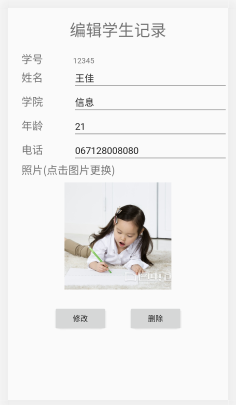 编辑学生记录
学号 12345
姓名 王佳
学院 信息
年龄 21
电话 067128008080
照片(点击图片更换)
修改 删除